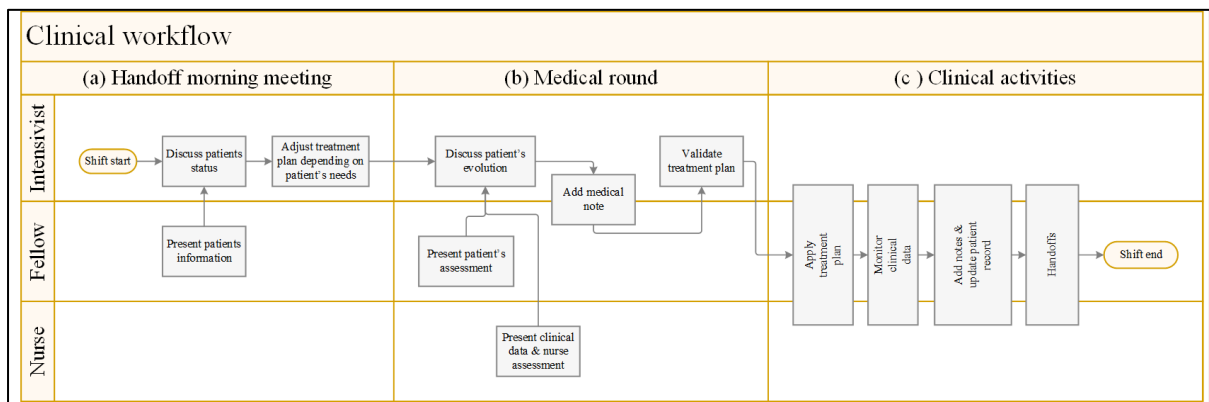 Clinical workflow
(a) Handoff morning meeting
(b) Medical round
(c ) Clinical activities
Intensivist
Shift start
Discuss patients
status
Adjust treatment
plan depending on
patient's needs
Discuss patient's
evolution
Add medical
note
Validate
treatment plan
Fellow
Present patients
information
Present patient's
assessment
Apply
treatment
plan
Monitor
clinical
data
Add notes &
update patient
record
Handoffs
Shift end
Nurse
Present clinical
data & nurse
assessment